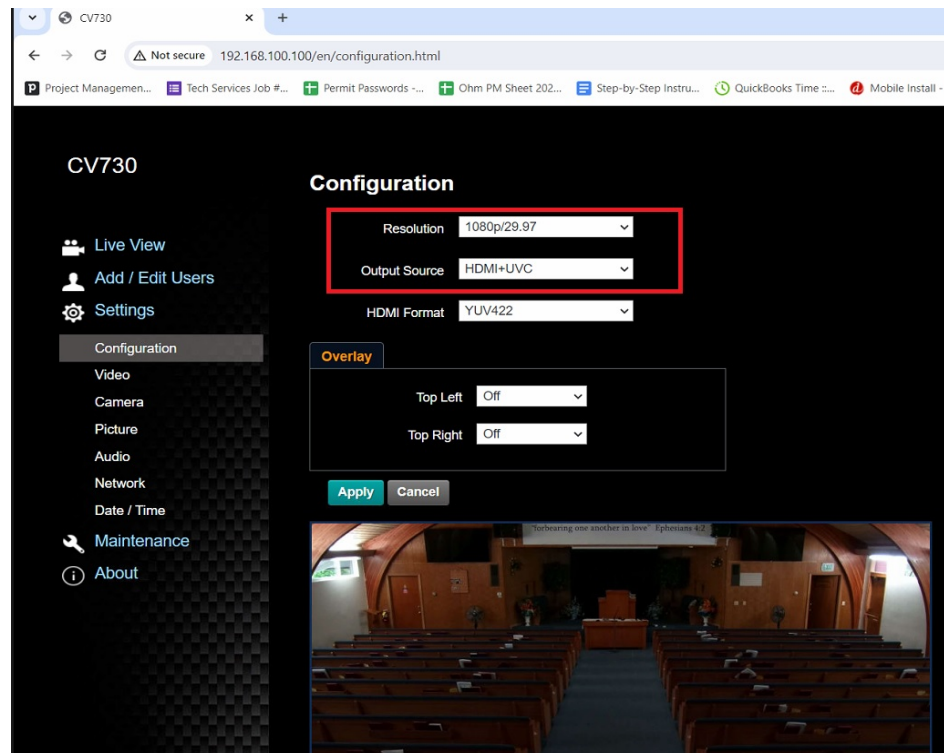 CV730
Not secure 192.168.100.100/en/configuration.html
Project Managemen... Tech Services Job #... Permit Passwords -... Ohm PM Sheet 202... Step-by-Step Instru... QuickBooks Time ::... Mobile Install -
CV730
Live View
Add / Edit Users
Settings
Configuration
Video
Camera
Picture
Audio
Network
Date / Time
Maintenance
About
Configuration
Resolution 1080p/29.97
Output Source HDMI+UVC
HDMI Format YUV422
Overlay
Top Left Off
Top Right Off
Apply Cancel
"forbearing one another in love" Ephesians 4:2